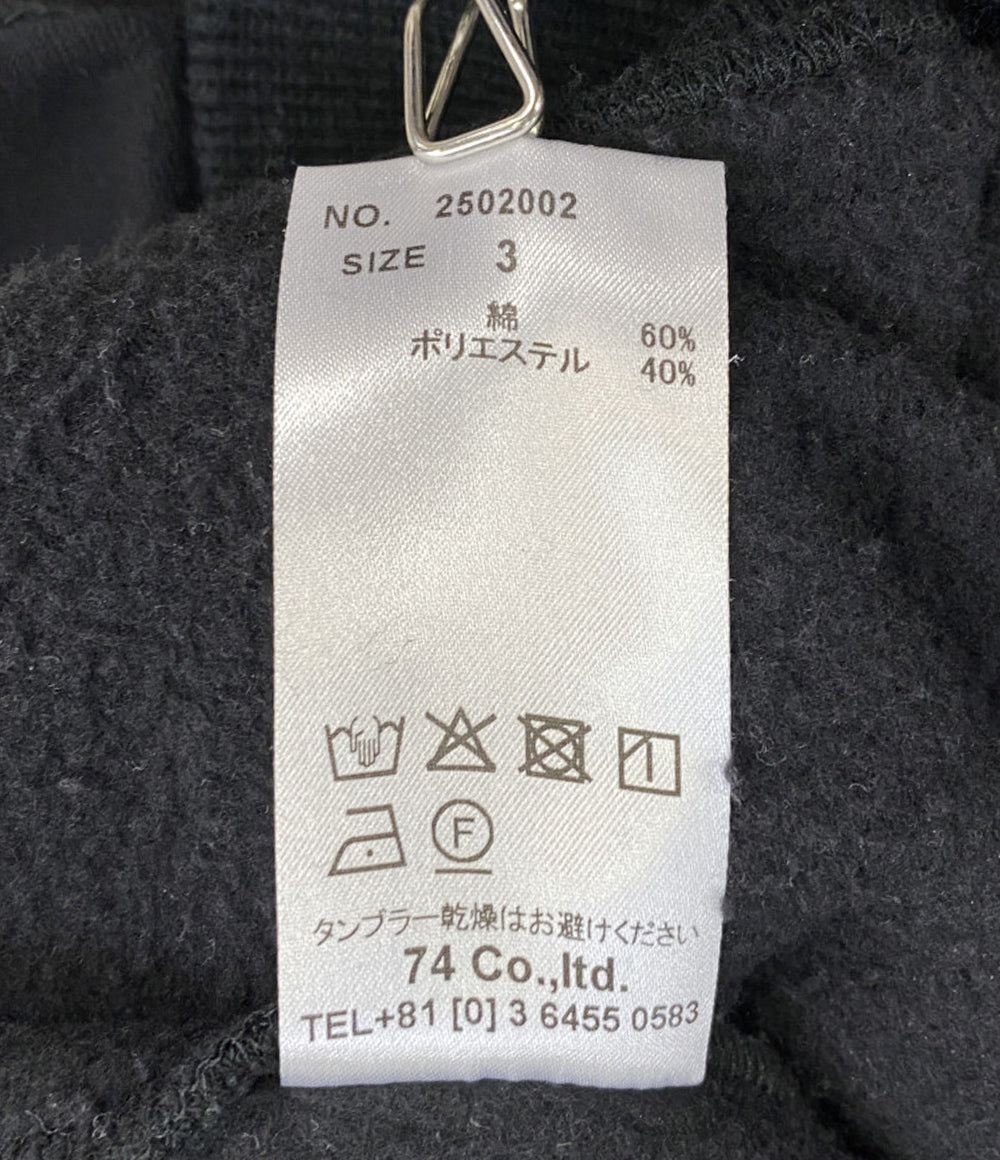 NO. 2502002
SIZE 3
綿 60%
ポリエステル 40%
F
タンブラー乾燥はお避けください
74 Co.,ltd.
TEL+81 [0] 3 6455 0583